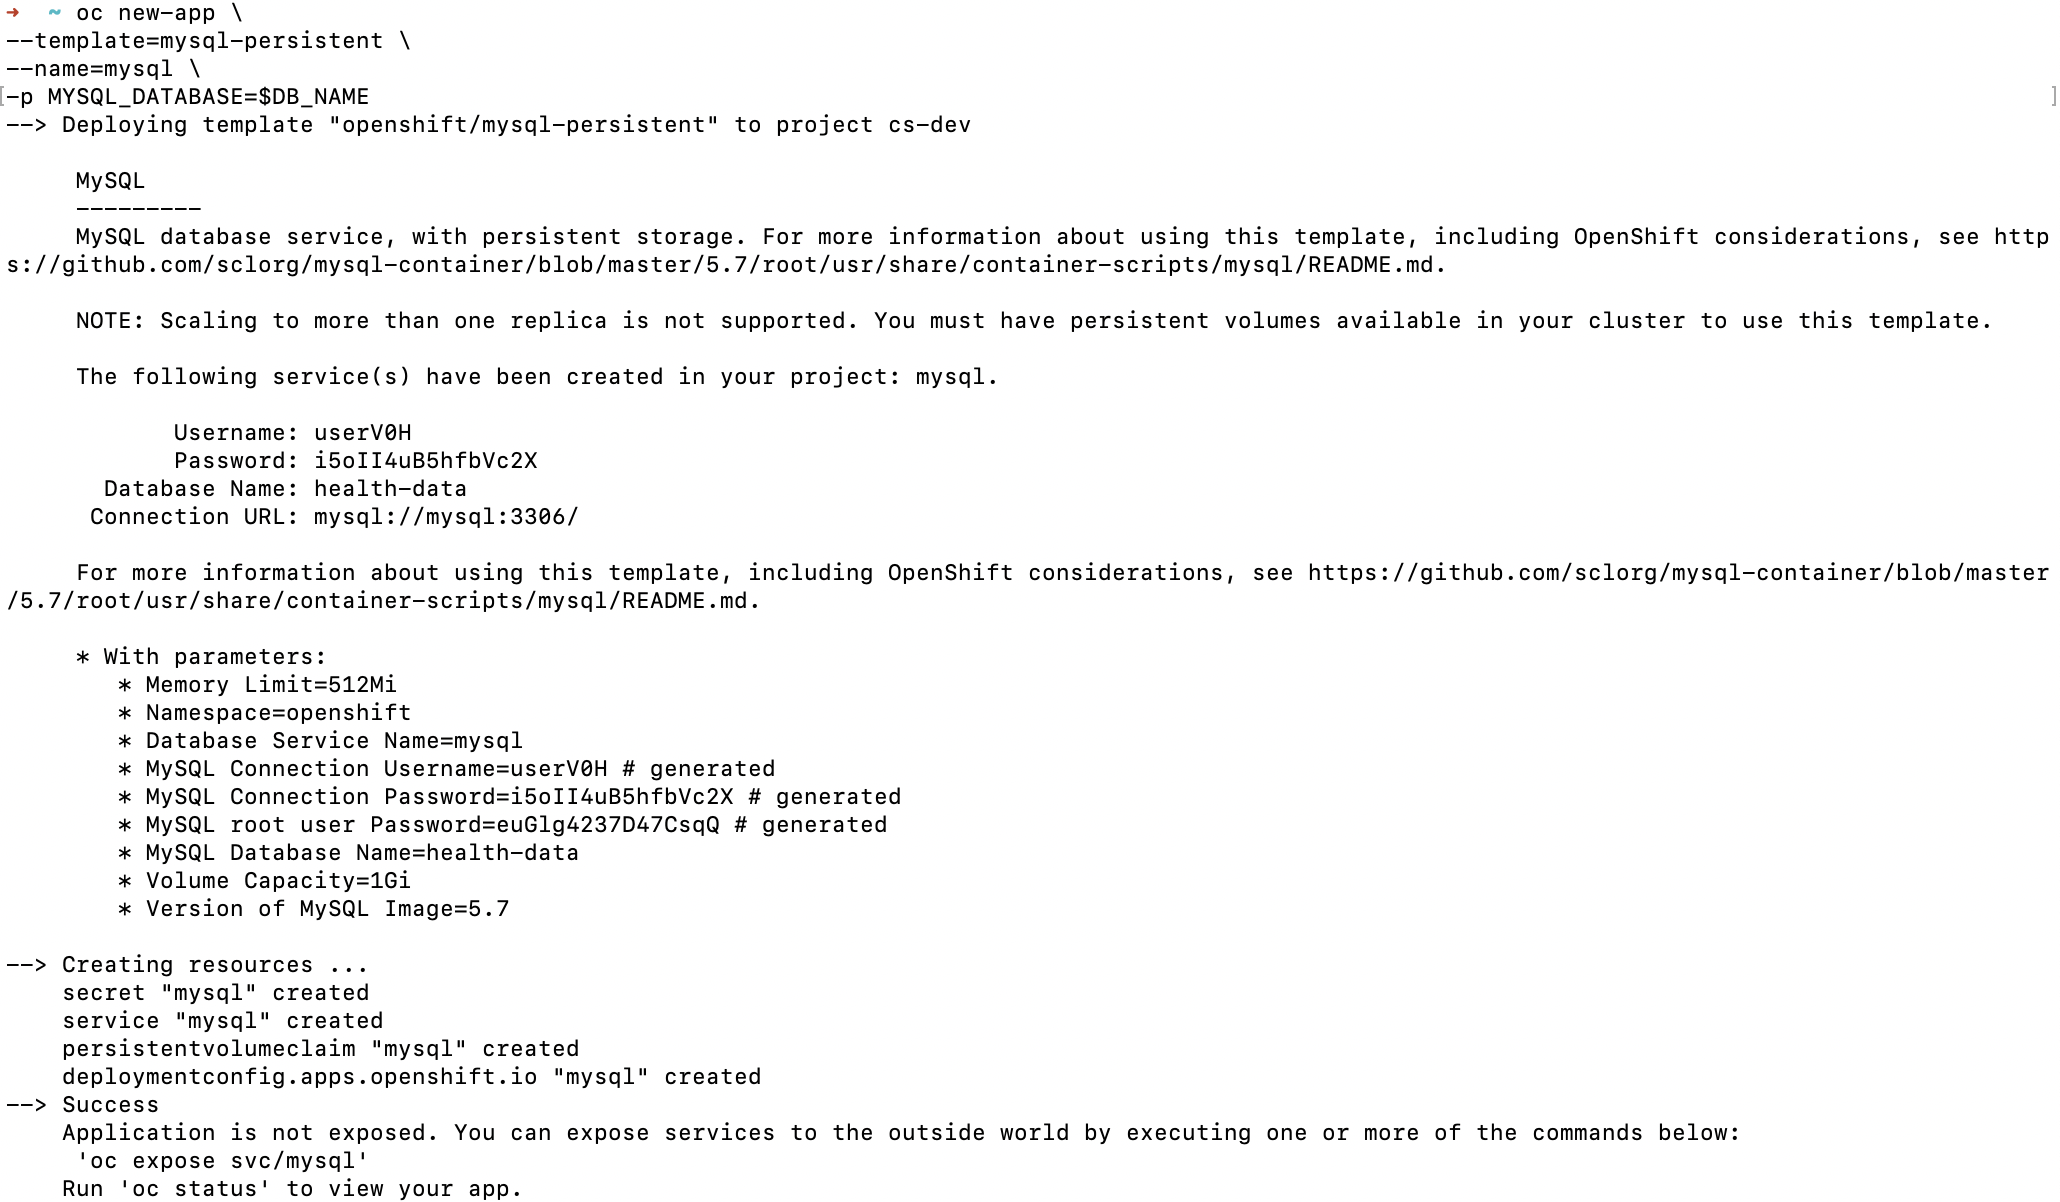 ➜  ~ oc new-app \
--template=mysql-persistent \
--name=mysql \
[-p MYSQL_DATABASE=$DB_NAME ]
--> Deploying template "openshift/mysql-persistent" to project cs-dev
MySQL
---------
MySQL database service, with persistent storage. For more information about using this template, including OpenShift considerations, see http
s://github.com/sclorg/mysql-container/blob/master/5.7/root/usr/share/container-scripts/mysql/README.md.
NOTE: Scaling to more than one replica is not supported. You must have persistent volumes available in your cluster to use this template.
The following service(s) have been created in your project: mysql.
Username: userV0H
Password: i5oII4uB5hfbVc2X
Database Name: health-data
Connection URL: mysql://mysql:3306/
For more information about using this template, including OpenShift considerations, see https://github.com/sclorg/mysql-container/blob/master
/5.7/root/usr/share/container-scripts/mysql/README.md.
* With parameters:
* Memory Limit=512Mi
* Namespace=openshift
* Database Service Name=mysql
* MySQL Connection Username=userV0H # generated
* MySQL Connection Password=i5oII4uB5hfbVc2X # generated
* MySQL root user Password=euGlg4237D47CsqQ # generated
* MySQL Database Name=health-data
* Volume Capacity=1Gi
* Version of MySQL Image=5.7
--> Creating resources ...
secret "mysql" created
service "mysql" created
persistentvolumeclaim "mysql" created
deploymentconfig.apps.openshift.io "mysql" created
--> Success
Application is not exposed. You can expose services to the outside world by executing one or more of the commands below:
'oc expose svc/mysql'
Run 'oc status' to view your app.